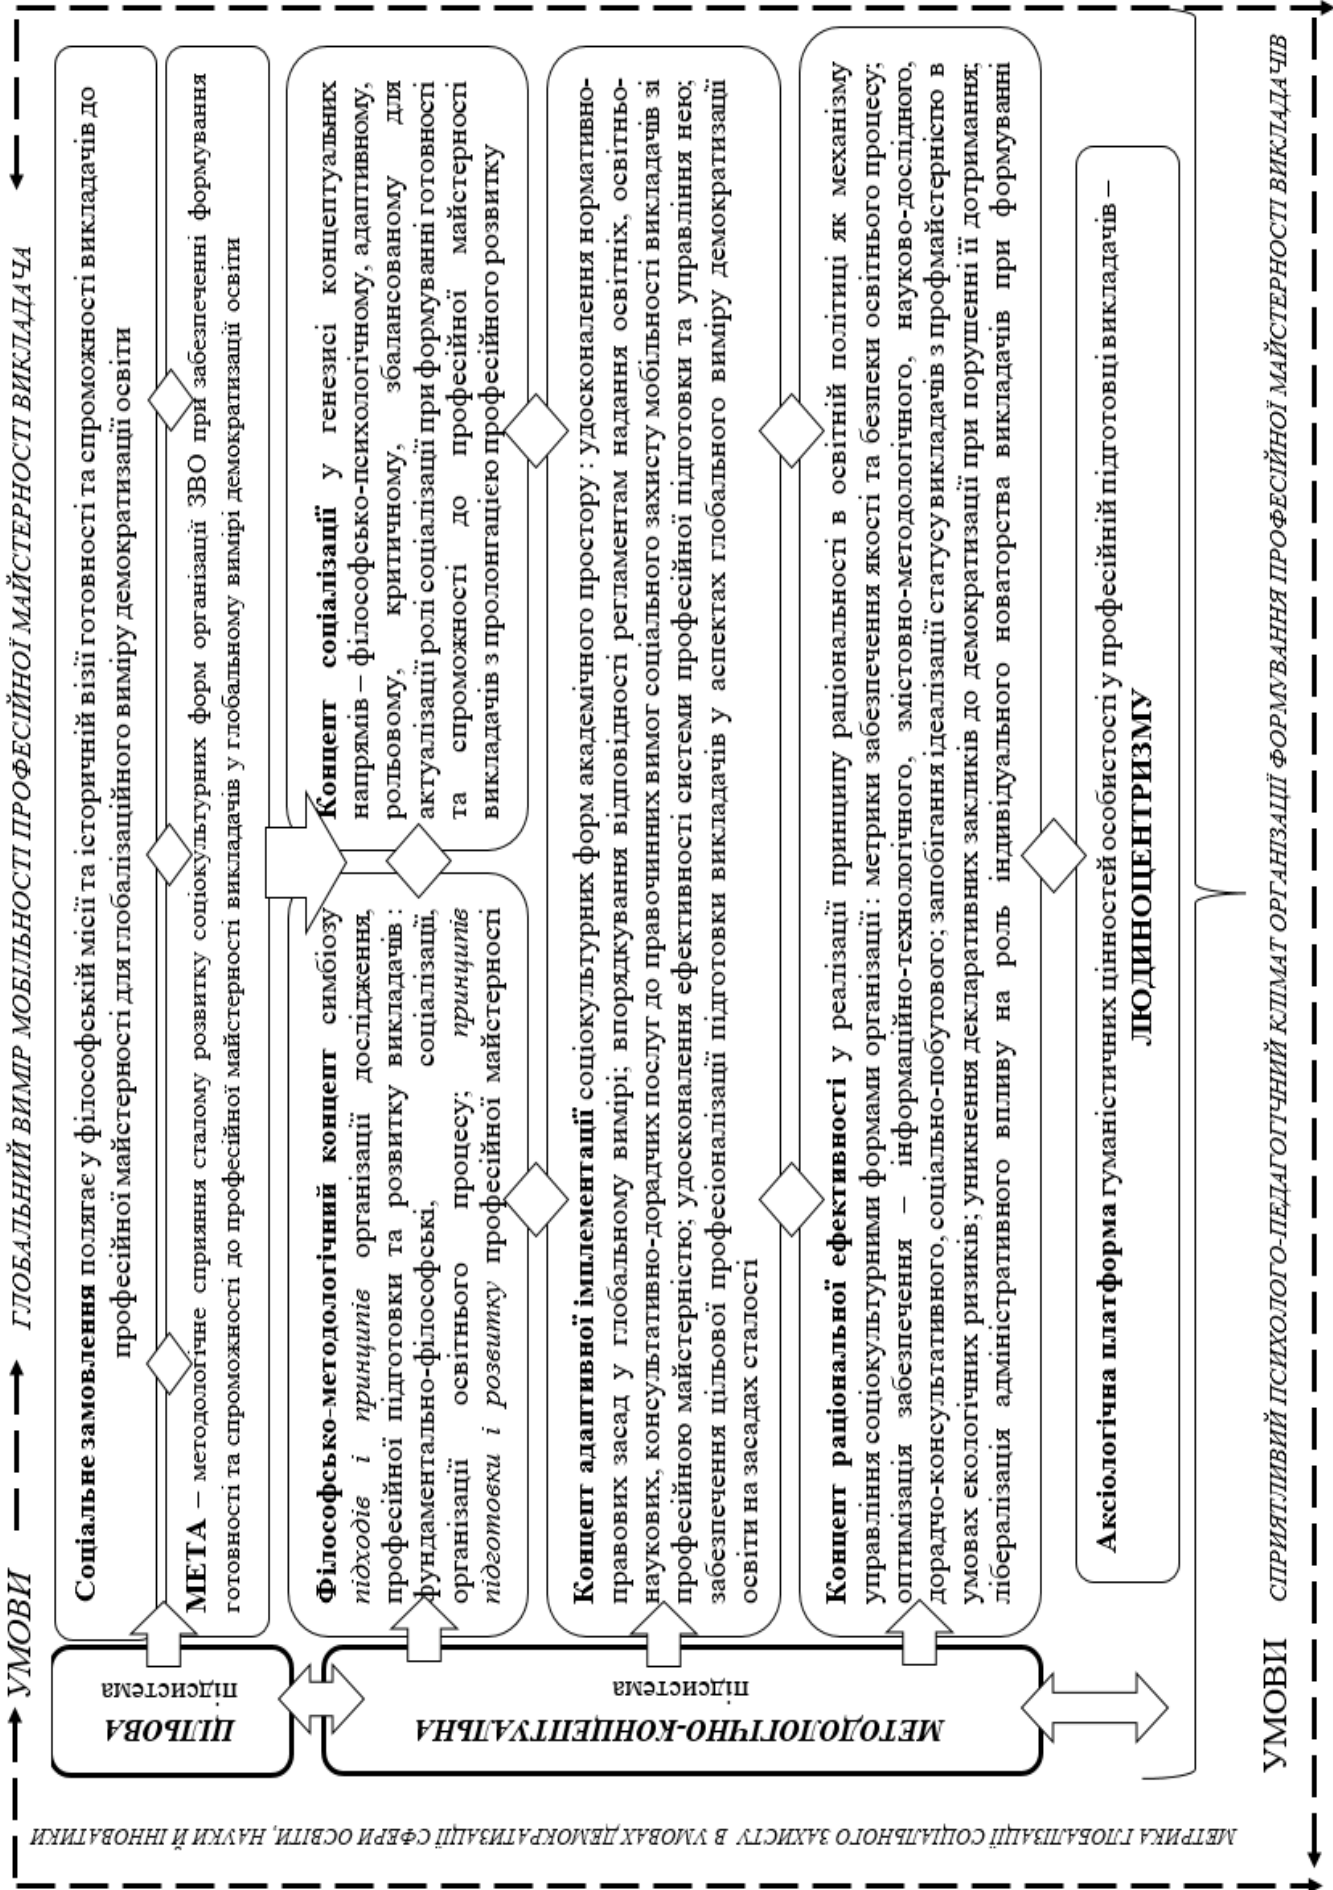 УМОВИ
ГЛОБАЛЬНИЙ ВИМІР МОБІЛЬНОСТІ ПРОФЕСІЙНОЇ МАЙСТЕРНОСТІ ВИКЛАДАЧА
МЕТРИКА ГЛОБАЛІЗАЦІЇ СОЦІАЛЬНОГО ЗАХИСТУ В УМОВАХ ДЕМОКРАТИЗАЦІЇ СФЕРИ ОСВІТИ, НАУКИ Й ІННОВАТИКИ
ЦІЛЬОВА
підсистема
Соціальне замовлення полягає у філософській місії та історичній візії готовності та спроможності викладачів до
професійної майстерності для глобалізаційного виміру демократизації освіти
МЕТА – методологічне сприяння сталому розвитку соціокультурних форм організації ЗВО при забезпеченні формування
готовності та спроможності до професійної майстерності викладачів у глобальному вимірі демократизації освіти
МЕТОДОЛОГІЧНО-КОНЦЕПТУАЛЬНА
підсистема
Філософсько-методологічний концепт симбіозу
підходів і принципів організації дослідження,
професійної підготовки та розвитку викладачів :
фундаментально-філософські, соціалізації,
організації освітнього процесу; принципів
підготовки і розвитку професійної майстерності
Концепт соціалізації у генезисі концептуальних
напрямів – філософсько-психологічному, адаптивному,
рольовому, критичному, збалансованому для
актуалізації ролі соціалізації при формуванні готовності
та спроможності до професійної майстерності
викладачів з пролонгацією професійного розвитку
Концепт адаптивної імплементації соціокультурних форм академічного простору : удосконалення нормативно-
правових засад у глобальному вимірі; впорядкування відповідності регламентам надання освітніх, освітньо-
наукових, консультативно-дорадчих послуг до правочинних вимог соціального захисту мобільності викладачів зі
професійною майстерністю; удосконалення ефективності системи професійної підготовки та управління нею;
забезпечення цільової професіоналізації підготовки викладачів у аспектах глобального виміру демократизації
освіти на засадах сталості
Концепт раціональної ефективності у реалізації принципу раціональності в освітній політиці як механізму
управління соціокультурними формами організації : метрики забезпечення якості та безпеки освітнього процесу;
оптимізація забезпечення – інформаційно-технологічного, змістовно-методологічного, науково-дослідного,
дорадчо-консультативного, соціально-побутового; запобігання ідеалізації статусу викладачів з профмайстерністю в
умовах екологічних ризиків; уникнення декларативних закликів до демократизації при порушенні її дотримання;
лібералізація адміністративного впливу на роль індивідуального новаторства викладачів при формуванні
Аксіологічна платформа гуманістичних цінностей особистості у професійній підготовці викладачів –
ЛЮДИНОЦЕНТРИЗМУ
УМОВИ
СПРИЯТЛИВИЙ ПСИХОЛОГО-ПЕДАГОГІЧНИЙ КЛІМАТ ОРГАНІЗАЦІЇ ФОРМУВАННЯ ПРОФЕСІЙНОЇ МАЙСТЕРНОСТІ ВИКЛАДАЧІВ